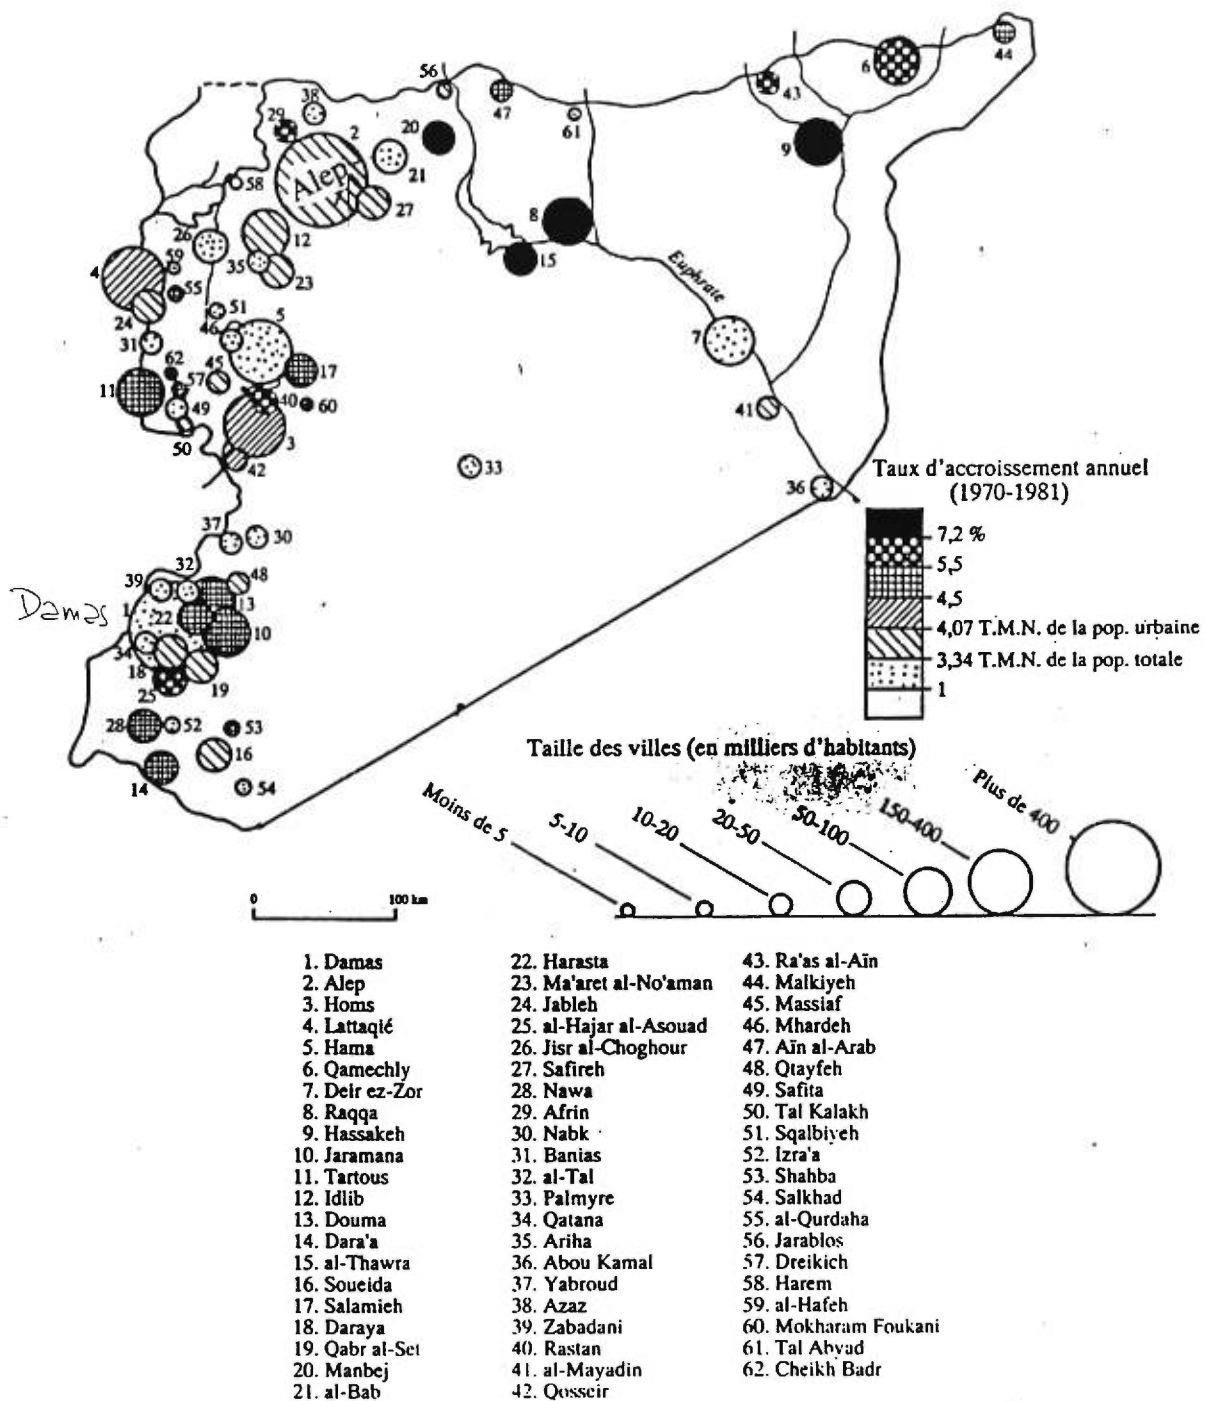 56
44
38
6
43
47
29
2
20
61
9
Alep
21
58
27
8
26
12
59
35
15
4
23
Euphrate
55
51
5
24
46
7
31
62
45
17
11
57
40
60
41
49
50
3
42
33
36
Taux d'accroissement annuel
(1970-1981)
7,2 %
5,5
4,5
4,07 T.M.N. de la pop. urbaine
3,34 T.M.N. de la pop. totale
1
37
30
32
39
48
Damas
1
22
13
10
34
18
19
25
28
52
53
16
14
54
Taille des villes (en milliers d'habitants)
Moins de 5
5-10
10-20
20-50
50-100
150-400
Plus de 400
0 100 km
1. Damas
2. Alep
3. Homs
4. Lattaqié
5. Hama
6. Qamechly
7. Deir ez-Zor
8. Raqqa
9. Hassakeh
10. Jaramana
11. Tartous
12. Idlib
13. Douma
14. Dara'a
15. al-Thawra
16. Soueida
17. Salamieh
18. Daraya
19. Qabr al-Set
20. Manbej
21. al-Bab
22. Harasta
23. Ma'aret al-No'aman
24. Jableh
25. al-Hajar al-Asouad
26. Jisr al-Choghour
27. Safireh
28. Nawa
29. Afrin
30. Nabk
31. Banias
32. al-Tal
33. Palmyre
34. Qatana
35. Ariha
36. Abou Kamal
37. Yabroud
38. Azaz
39. Zabadani
40. Rastan
41. al-Mayadin
42. Qosseir
43. Ra'as al-Aïn
44. Malkiyeh
45. Massiaf
46. Mhardeh
47. Aïn al-Arab
48. Qtayfeh
49. Safita
50. Tal Kalakh
51. Sqalbiyeh
52. Izra'a
53. Shahba
54. Salkhad
55. al-Qurdaha
56. Jarablos
57. Dreikich
58. Harem
59. al-Hafeh
60. Mokharam Foukani
61. Tal Abyad
62. Cheikh Badr